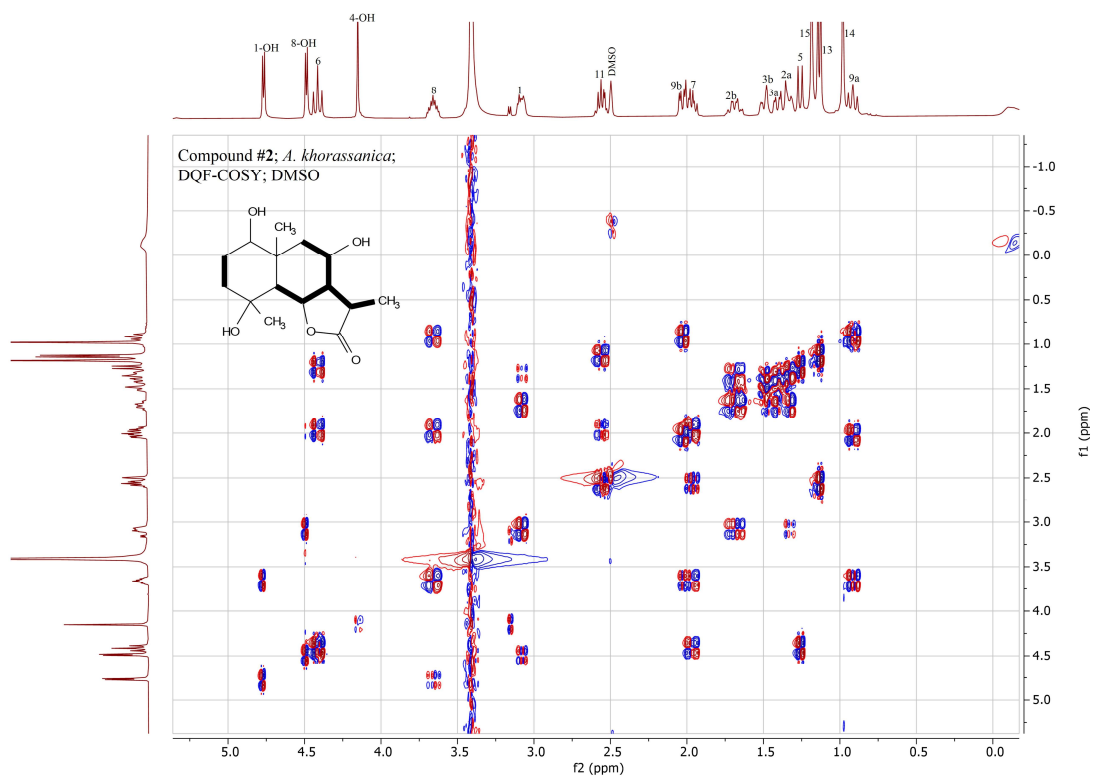 4-OH
1-OH
8-OH
6
8
1
11
DMSO
9b
7
2b
3b
3a
2a
5
15
13
14
9a
Compound #2; A. khorassanica;
DQF-COSY; DMSO
OH
CH3
OH
HO
CH3
O
O
CH3
-1.0
-0.5
0.0
0.5
1.0
1.5
2.0
2.5
3.0
3.5
4.0
4.5
5.0
f1 (ppm)
5.0 4.5 4.0 3.5 3.0 2.5 2.0 1.5 1.0 0.5 0.0
f2 (ppm)